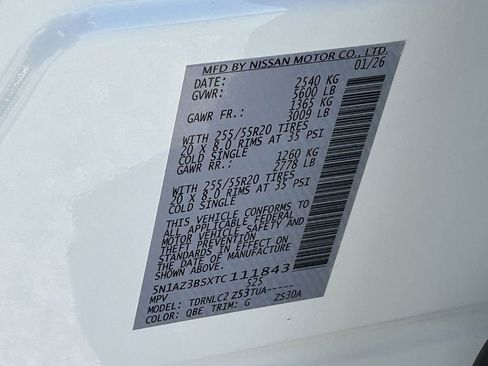 MFD BY NISSAN MOTOR CO., LTD.
DATE: 01/26
GVWR: 2540 KG
5600 LB
GAWR FR.: 1365 KG
3009 LB
WITH 255/55R20 TIRES
20 X 8.0 RIMS AT 35 PSI
COLD SINGLE
GAWR RR.: 1260 KG
2778 LB
WITH 255/55R20 TIRES
20 X 8.0 RIMS AT 35 PSI
COLD SINGLE
THIS VEHICLE CONFORMS TO
ALL APPLICABLE FEDERAL
MOTOR VEHICLE SAFETY AND
THEFT PREVENTION
STANDARDS IN EFFECT ON
THE DATE OF MANUFACTURE
SHOWN ABOVE.
5N1AZ3BSXTC111843
MPV 525
MODEL: TDRNLC2 Z53TUA-----
COLOR: QBE TRIM: G ZS30A